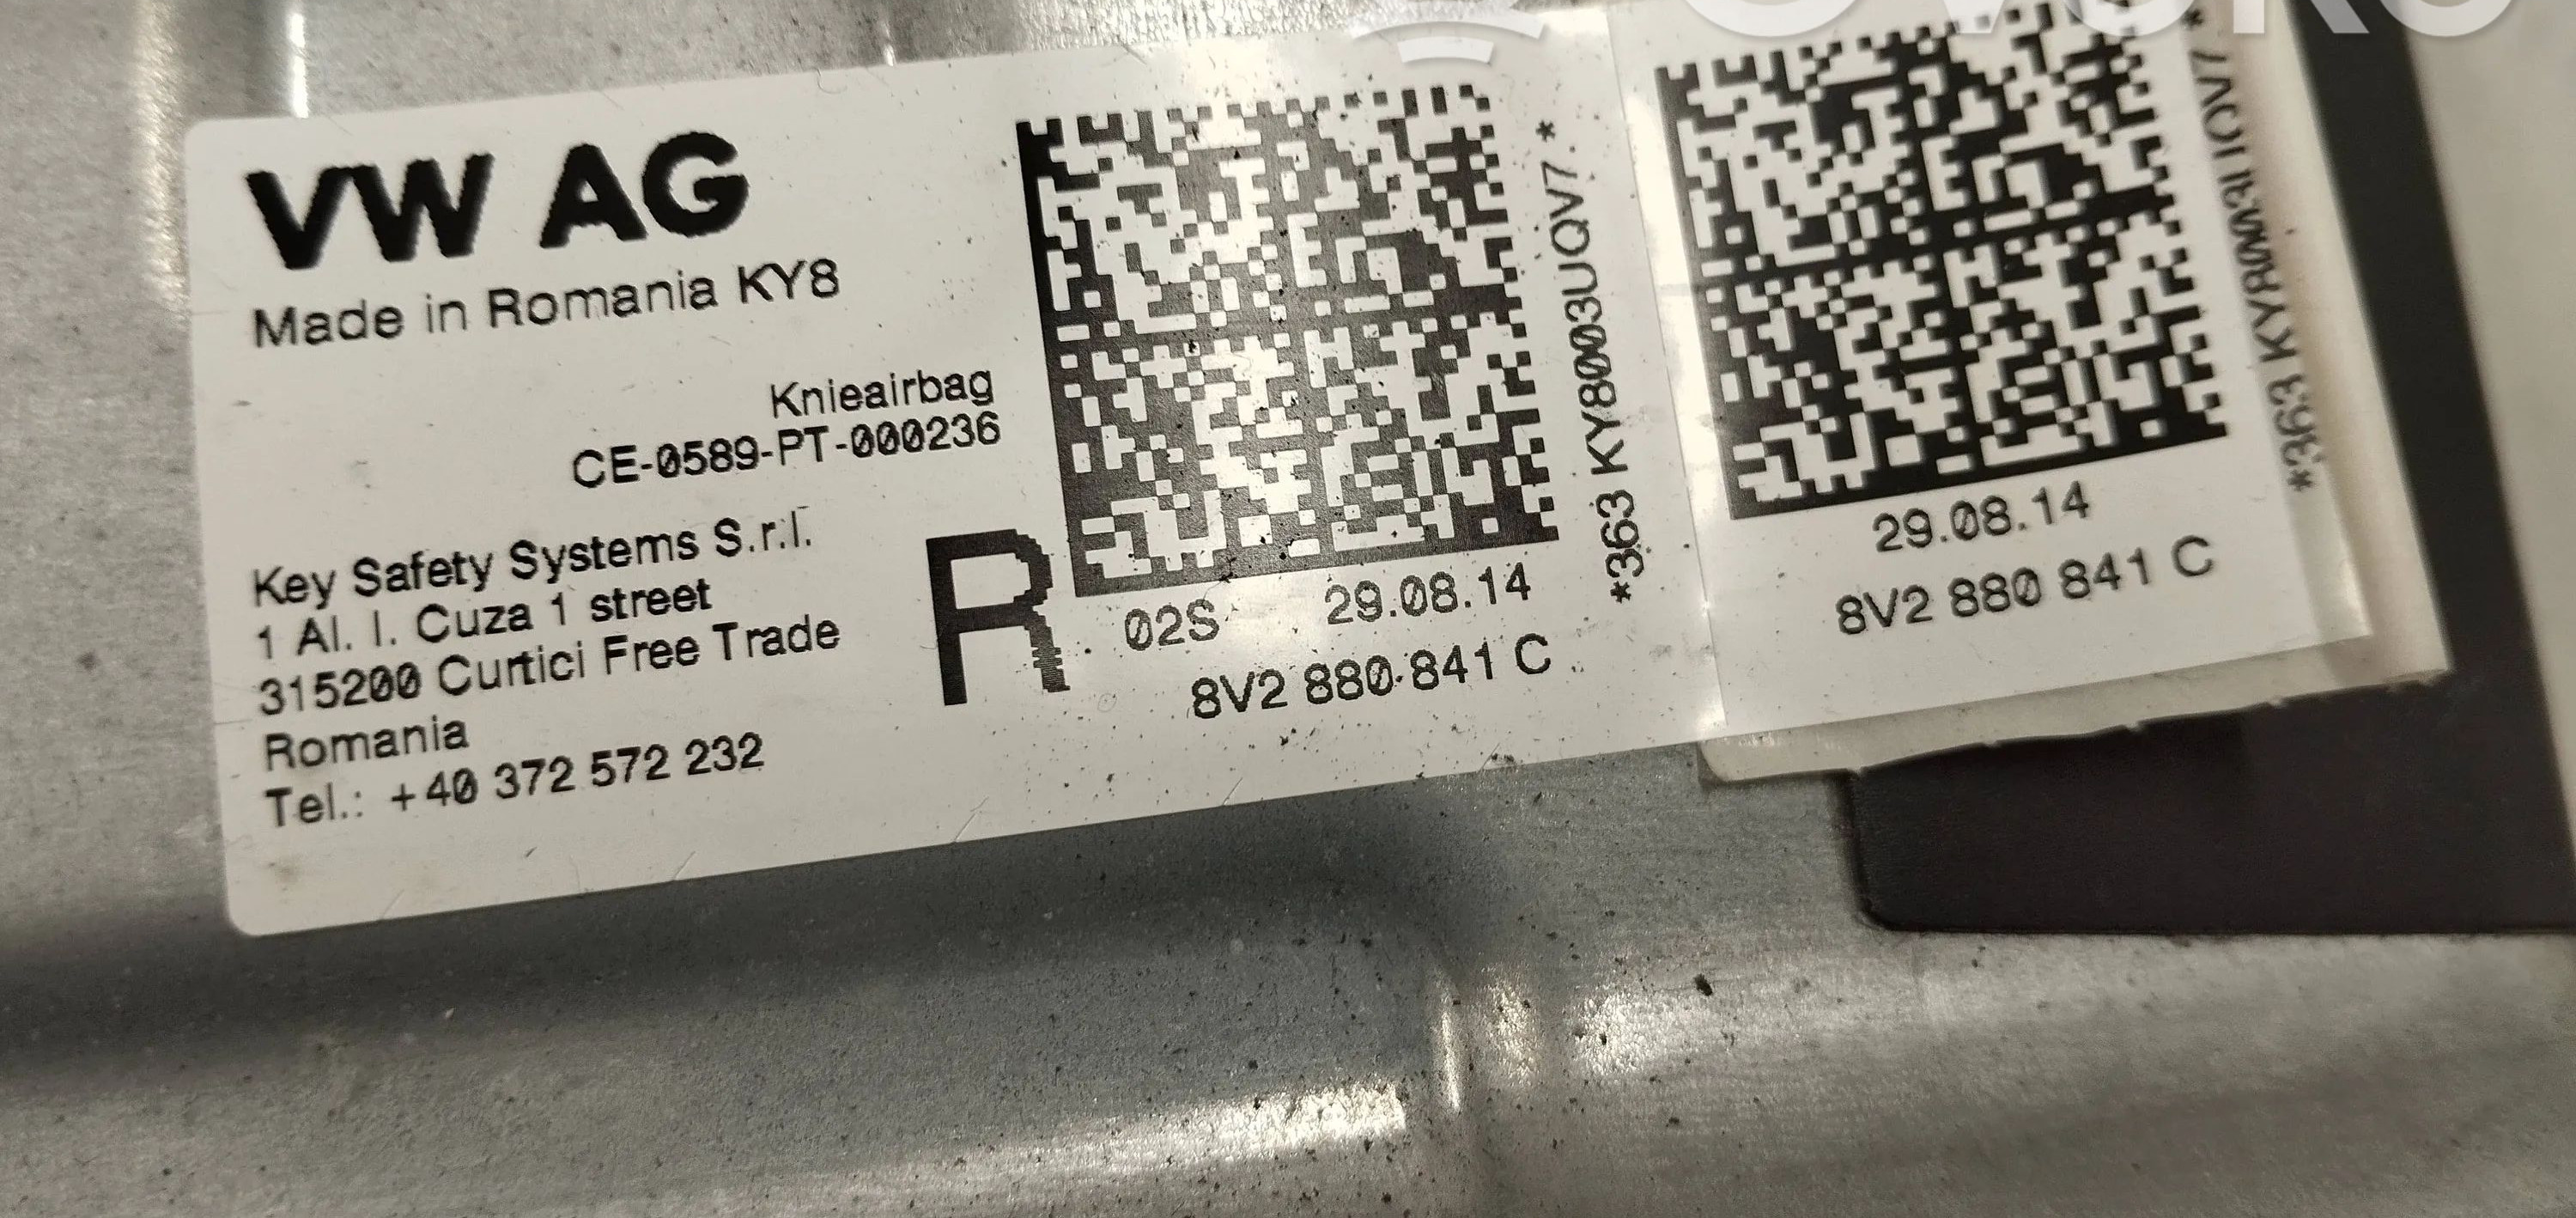 VW AG
Made in Romania KY8
Knieairbag
CE-0589-PT-000236
Key Safety Systems S.r.l.
1 Al. I. Cuza 1 street
315200 Curtici Free Trade
Romania
Tel.: +40 372 572 232
R
02S 29.08.14
8V2 880 841 C
*363 KY80003LUQV7.*
29.08.14
8V2 880 841 C
*363